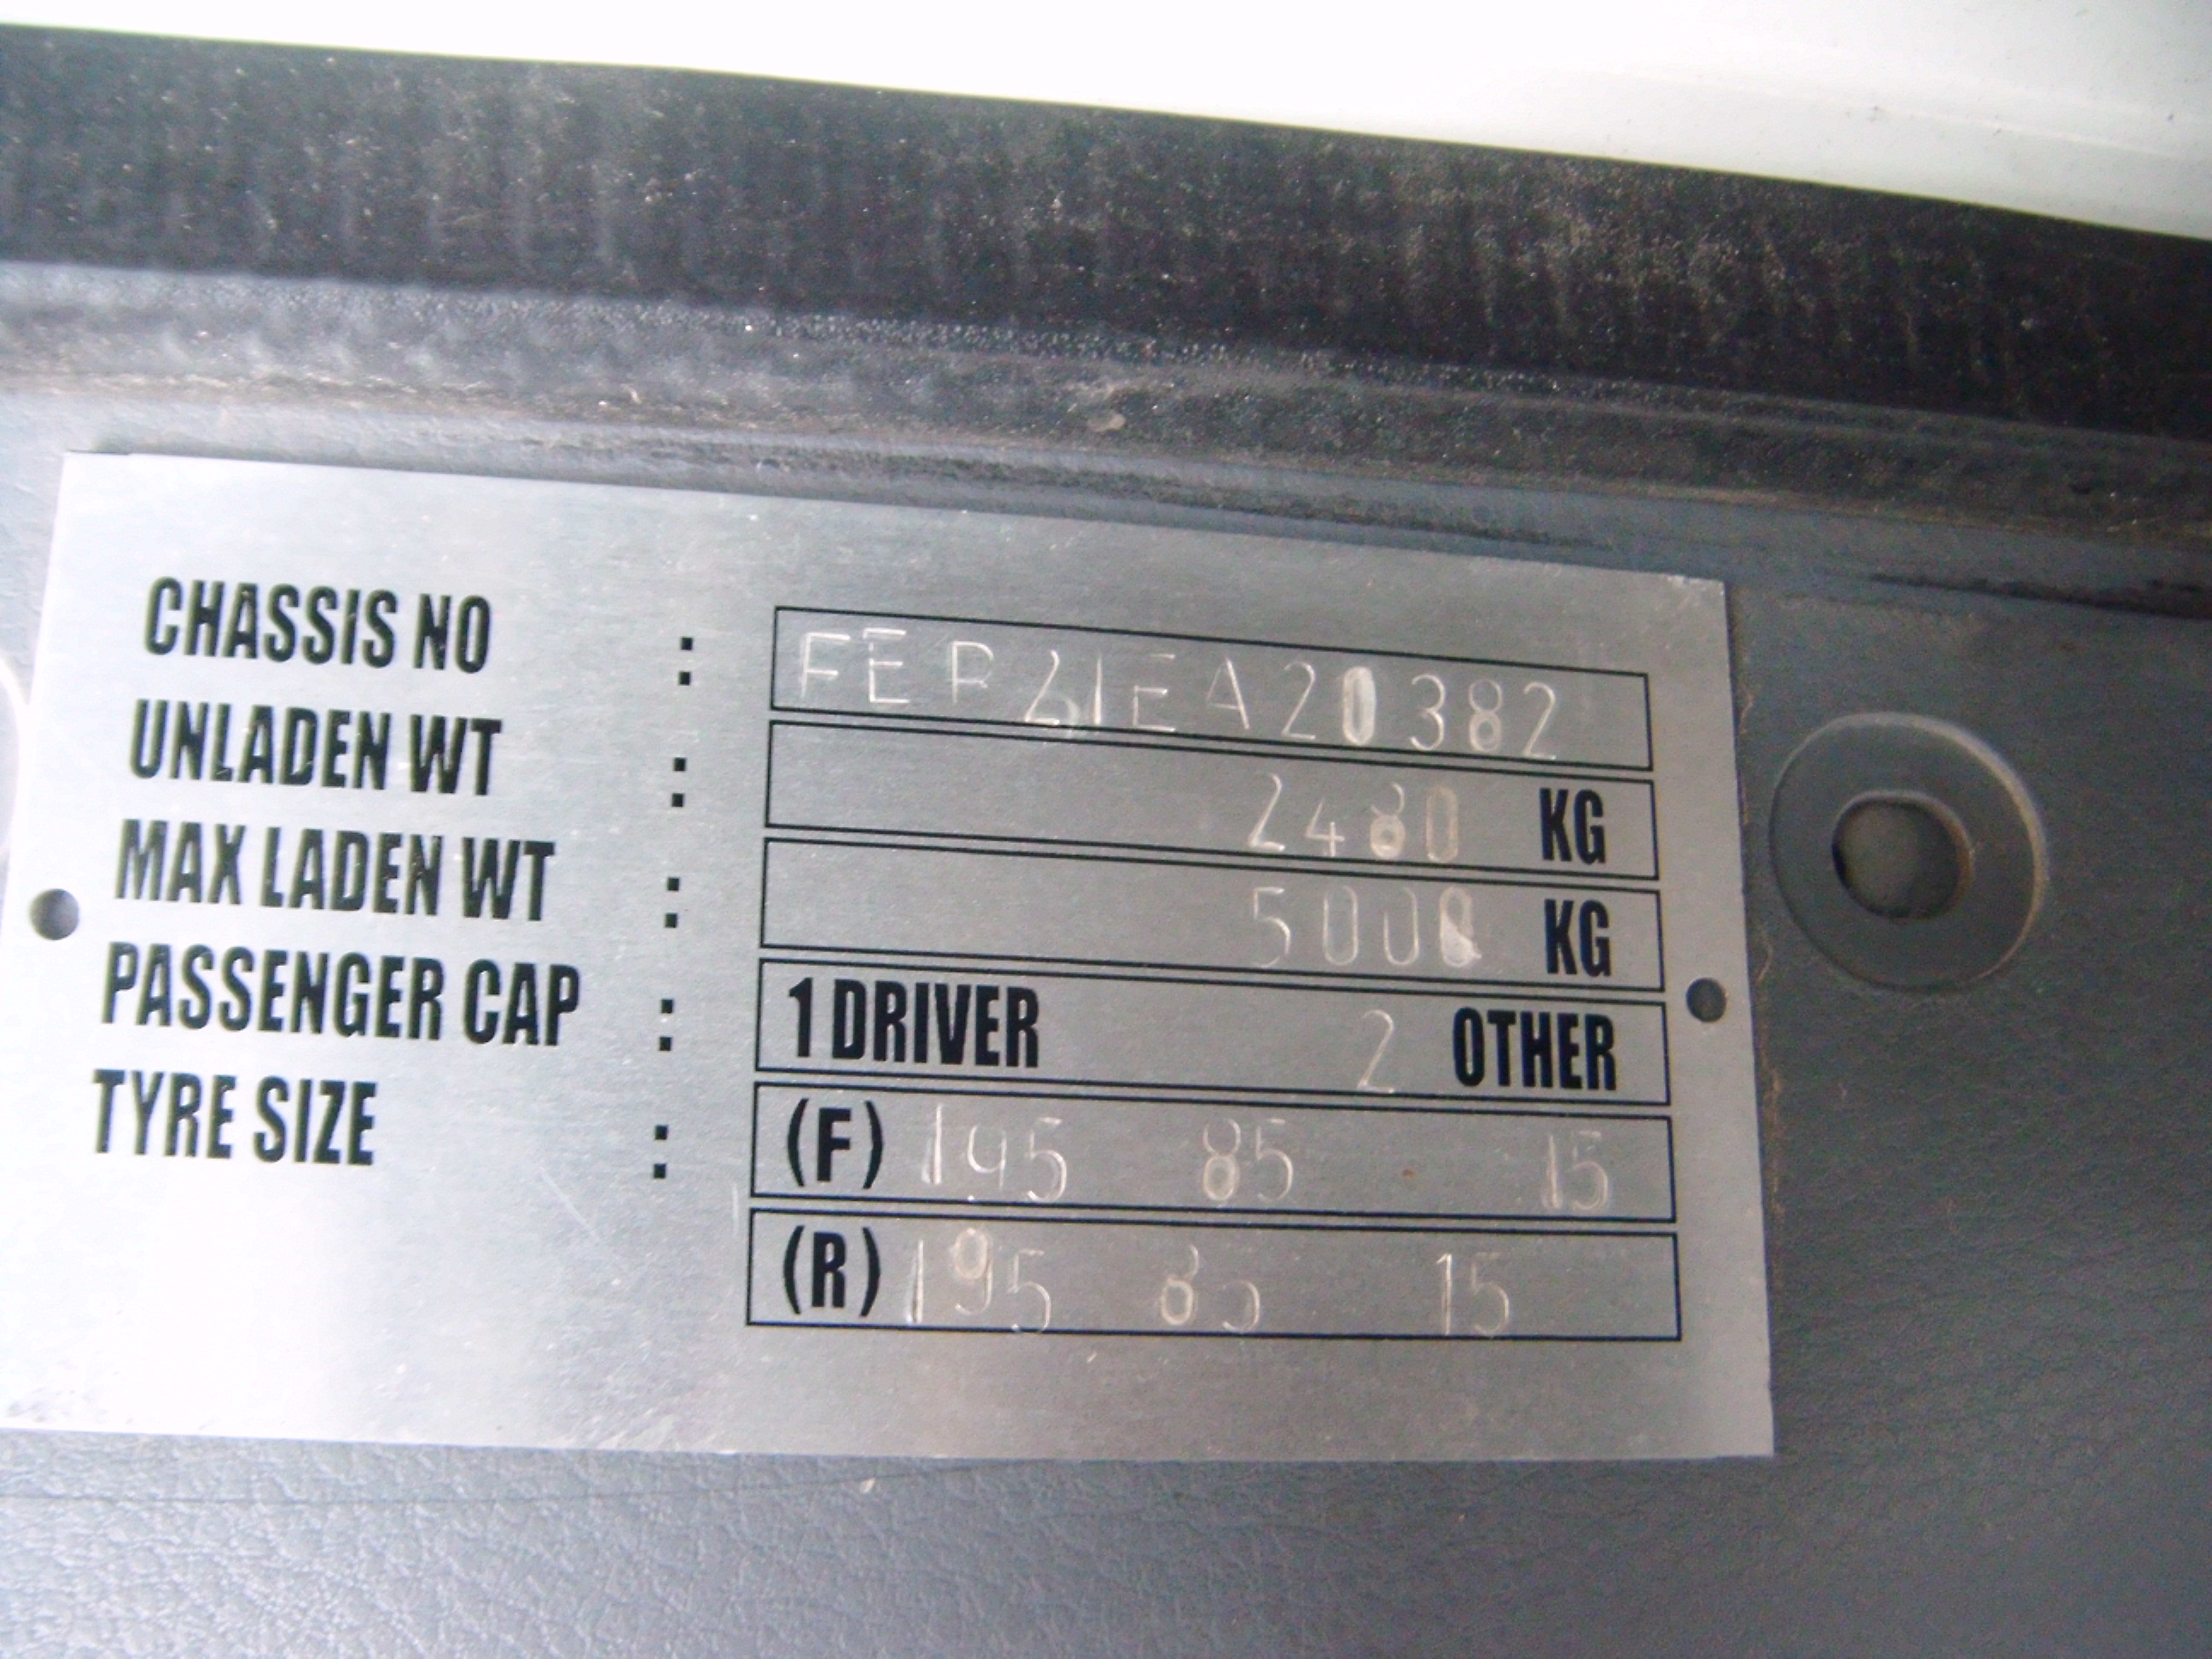 CHASSIS NO : FEB61EA20382
UNLADEN WT : 2480 KG
MAX LADEN WT : 5000 KG
PASSENGER CAP : 1 DRIVER 2 OTHER
TYRE SIZE : (F) 195 85 15
(R) 195 85 15